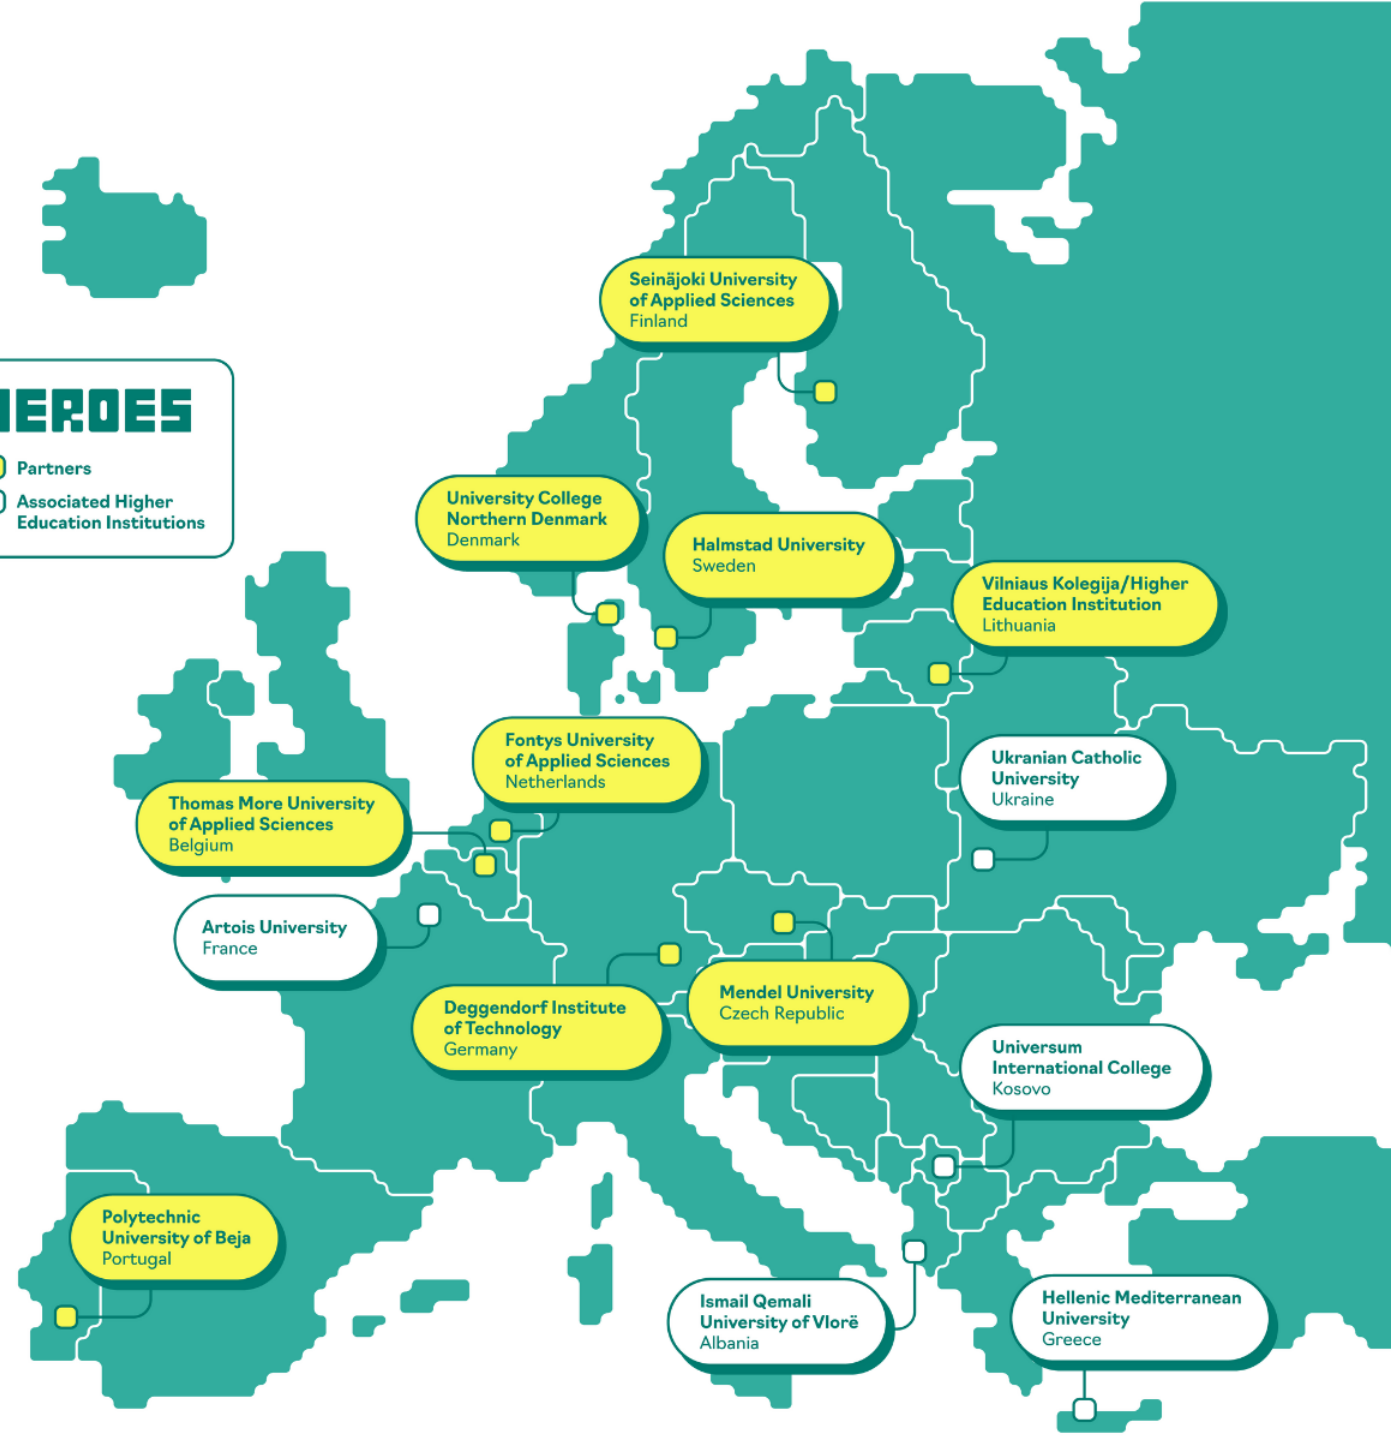 Seinäjoki University
of Applied Sciences
Finland
HEROES
Partners
Associated Higher
Education Institutions
University College
Northern Denmark
Denmark
Halmstad University
Sweden
Vilniaus Kolegija/Higher
Education Institution
Lithuania
Fontys University
of Applied Sciences
Netherlands
Ukranian Catholic
University
Ukraine
Thomas More University
of Applied Sciences
Belgium
Artois University
France
Deggendorf Institute
of Technology
Germany
Mendel University
Czech Republic
Universum
International College
Kosovo
Polytechnic
University of Beja
Portugal
Ismail Qemali
University of Vlorë
Albania
Hellenic Mediterranean
University
Greece